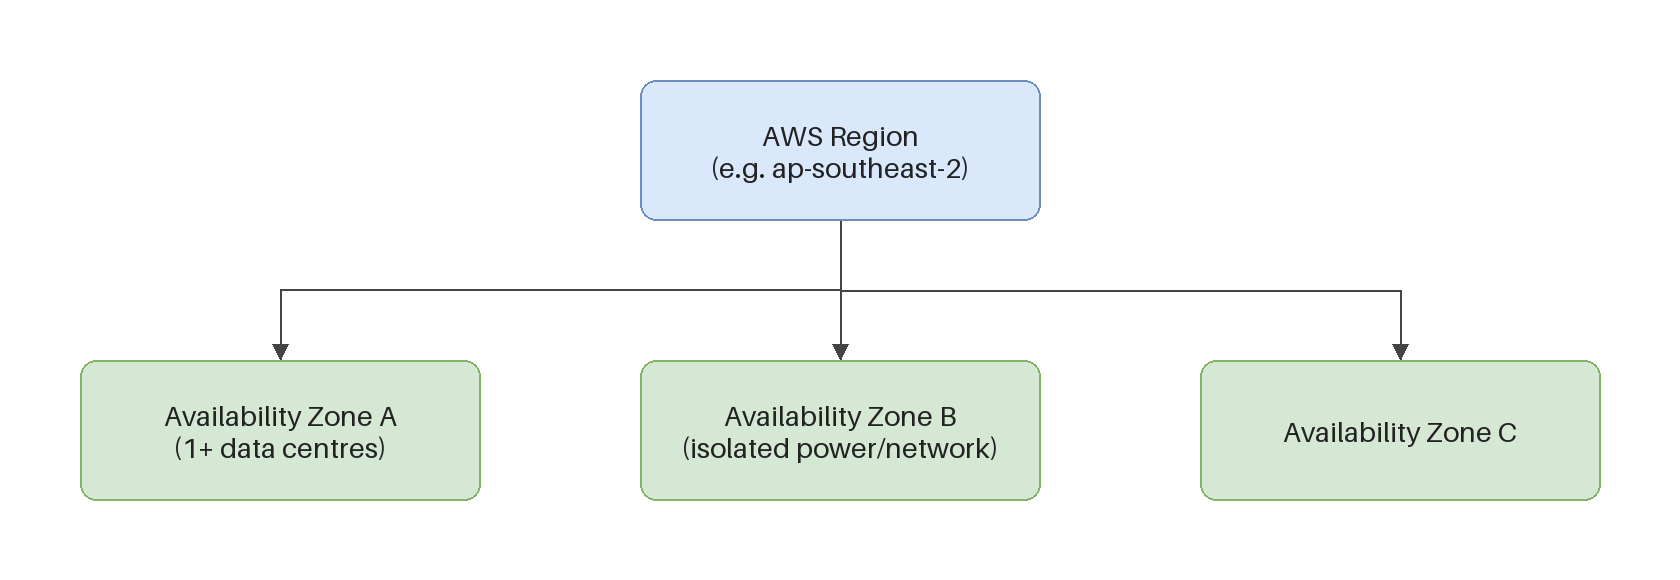 AWS Region
(e.g. ap-southeast-2)
Availability Zone A
(1+ data centres)
Availability Zone B
(isolated power/network)
Availability Zone C